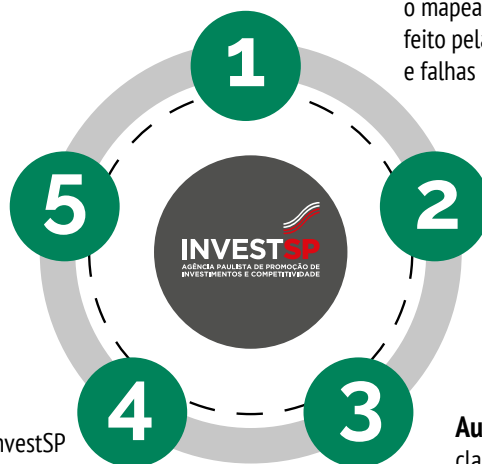 o mapea
feito pela
e falhas
1
2
3
4
5
INVESTSP
AGÊNCIA PAULISTA DE PROMOÇÃO DE
INVESTIMENTOS E COMPETITIVIDADE
nvestSP
Au
cla